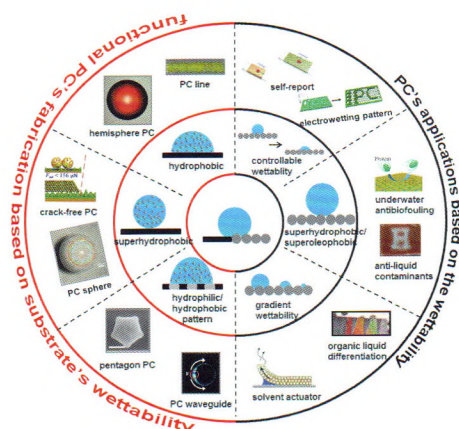 functional PC's fabrication based on substrate's wettability
PC's applications based on the wettability
PC line
hemisphere PC
self-report
electrowetting pattern
hydrophobic
controllable
wettability
crack-free PC
superhydrophobic
superhydrophobic/
superoleophobic
underwater
antibiofouling
PC sphere
anti-liquid
contaminants
hydrophilic/
hydrophobic
pattern
gradient
wettability
pentagon PC
organic liquid
differentiation
PC waveguide
solvent actuator